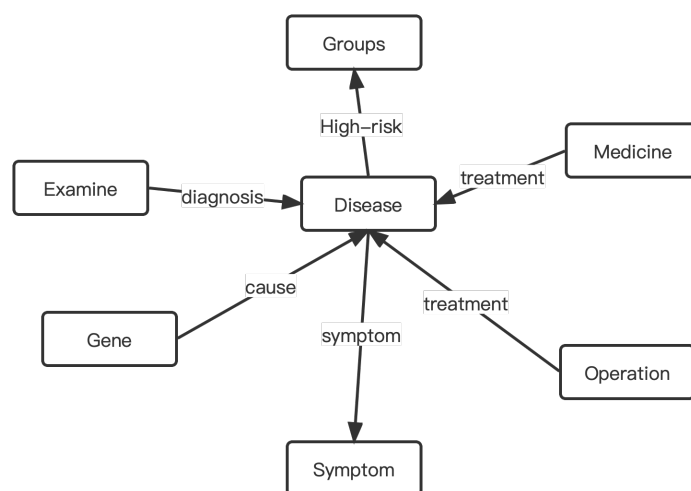 Groups
High-risk
Medicine
treatment
Examine
diagnosis
Disease
cause
treatment
symptom
Gene
Operation
Symptom